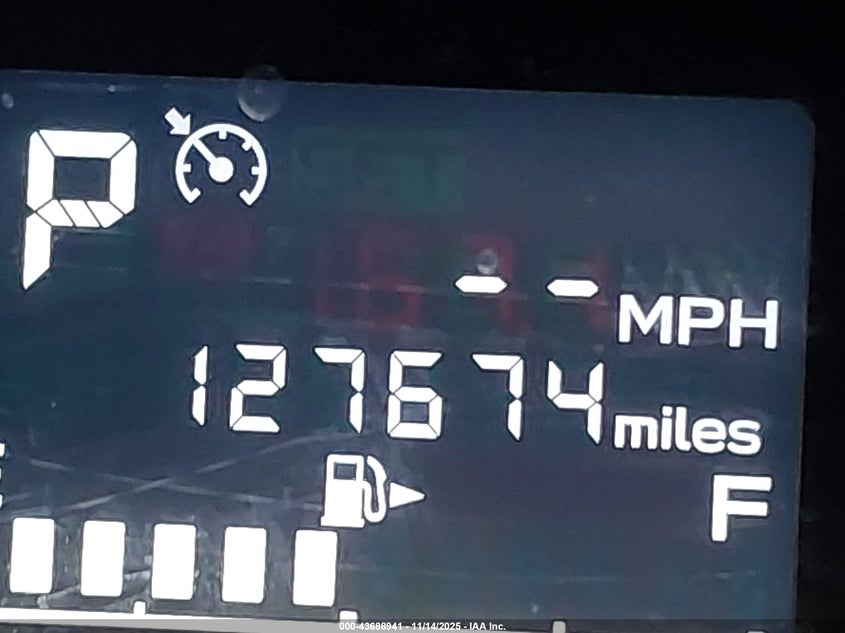 P
-- MPH
127674 miles
F
000-43688941 - 11/14/2025 - IAA Inc.